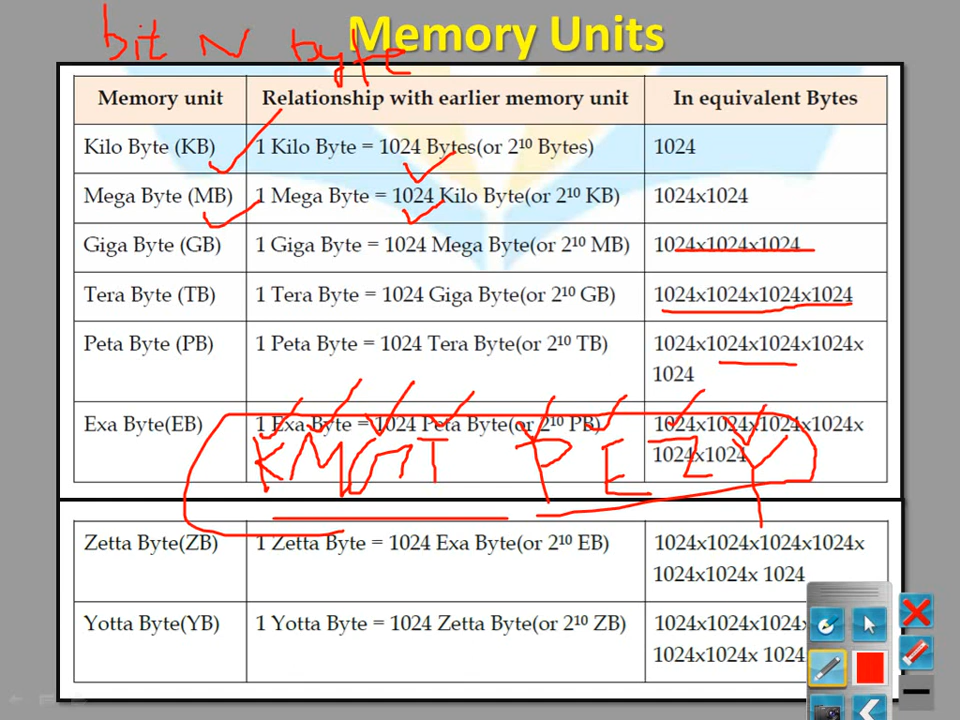 Memory Units
bit N byte
Memory unit Relationship with earlier memory unit In equivalent Bytes
Kilo Byte (KB) 1 Kilo Byte = 1024 Bytes(or 2¹⁰ Bytes) 1024
Mega Byte (MB) 1 Mega Byte = 1024 Kilo Byte(or 2¹⁰ KB) 1024x1024
Giga Byte (GB) 1 Giga Byte = 1024 Mega Byte(or 2¹⁰ MB) 1024x1024x1024
Tera Byte (TB) 1 Tera Byte = 1024 Giga Byte(or 2¹⁰ GB) 1024x1024x1024x1024
Peta Byte (PB) 1 Peta Byte = 1024 Tera Byte(or 2¹⁰ TB) 1024x1024x1024x1024x
1024
Exa Byte(EB) 1 Exa Byte = 1024 Peta Byte(or 2¹⁰ PB) 1024x1024x1024x1024x
1024x1024
KMGT PEZY
Zetta Byte(ZB) 1 Zetta Byte = 1024 Exa Byte(or 2¹⁰ EB) 1024x1024x1024x1024x
1024x1024x 1024
Yotta Byte(YB) 1 Yotta Byte = 1024 Zetta Byte(or 2¹⁰ ZB) 1024x1024x1024x
1024x1024x 1024